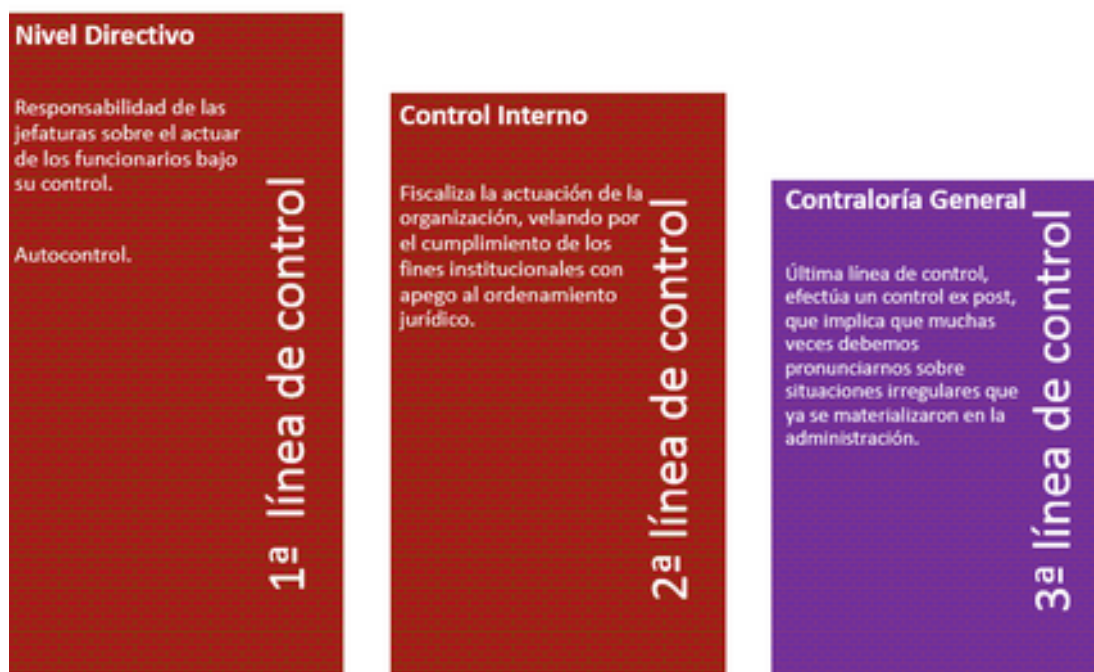 Nivel Directivo
Responsabilidad de las
jefaturas sobre el actuar
de los funcionarios bajo
su control.
Autocontrol.
1ª línea de control
Control Interno
Fiscaliza la actuación de la
organización, velando por
el cumplimiento de los
fines institucionales con
apego al ordenamiento
jurídico.
2ª línea de control
Contraloría General
Última línea de control,
efectúa un control ex post,
que implica que muchas
veces debemos
pronunciarnos sobre
situaciones irregulares que
ya se materializaron en la
administración.
3ª línea de control